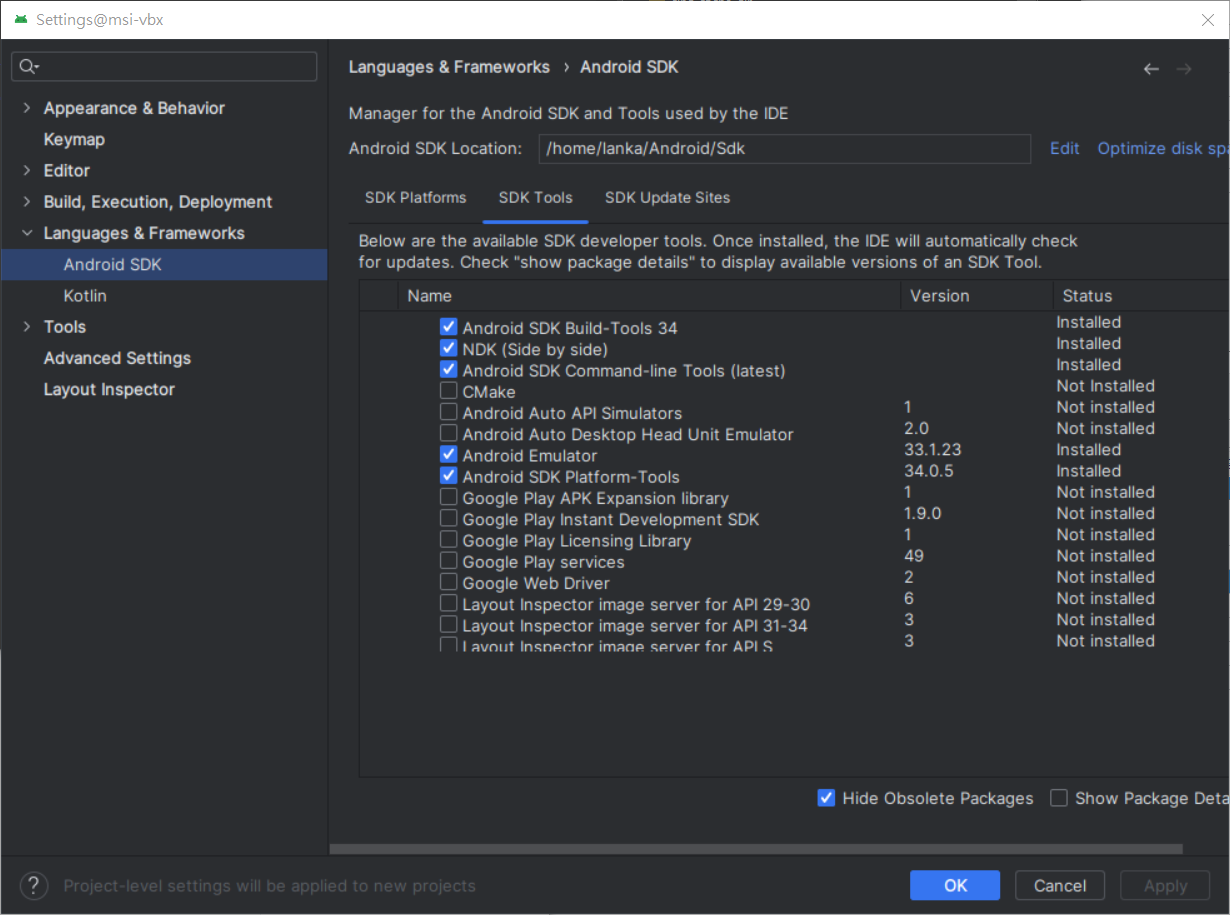 Settings@msi-vbx
Languages & Frameworks › Android SDK
Appearance & Behavior
Keymap
Editor
Build, Execution, Deployment
Languages & Frameworks
Android SDK
Kotlin
Tools
Advanced Settings
Layout Inspector
Manager for the Android SDK and Tools used by the IDE
Android SDK Location: /home/lanka/Android/Sdk Edit Optimize disk spa
SDK Platforms SDK Tools SDK Update Sites
Below are the available SDK developer tools. Once installed, the IDE will automatically check
for updates. Check "show package details" to display available versions of an SDK Tool.
Name Version Status
Android SDK Build-Tools 34 Installed
NDK (Side by side) Installed
Android SDK Command-line Tools (latest) Installed
CMake Not Installed
Android Auto API Simulators 1 Not installed
Android Auto Desktop Head Unit Emulator 2.0 Not installed
Android Emulator 33.1.23 Installed
Android SDK Platform-Tools 34.0.5 Installed
Google Play APK Expansion library 1 Not installed
Google Play Instant Development SDK 1.9.0 Not installed
Google Play Licensing Library 1 Not installed
Google Play services 49 Not installed
Google Web Driver 2 Not installed
Layout Inspector image server for API 29-30 6 Not installed
Layout Inspector image server for API 31-34 3 Not installed
Layout Inspector image server for API S 3 Not installed
Hide Obsolete Packages Show Package Deta
? Project-level settings will be applied to new projects
OK Cancel Apply